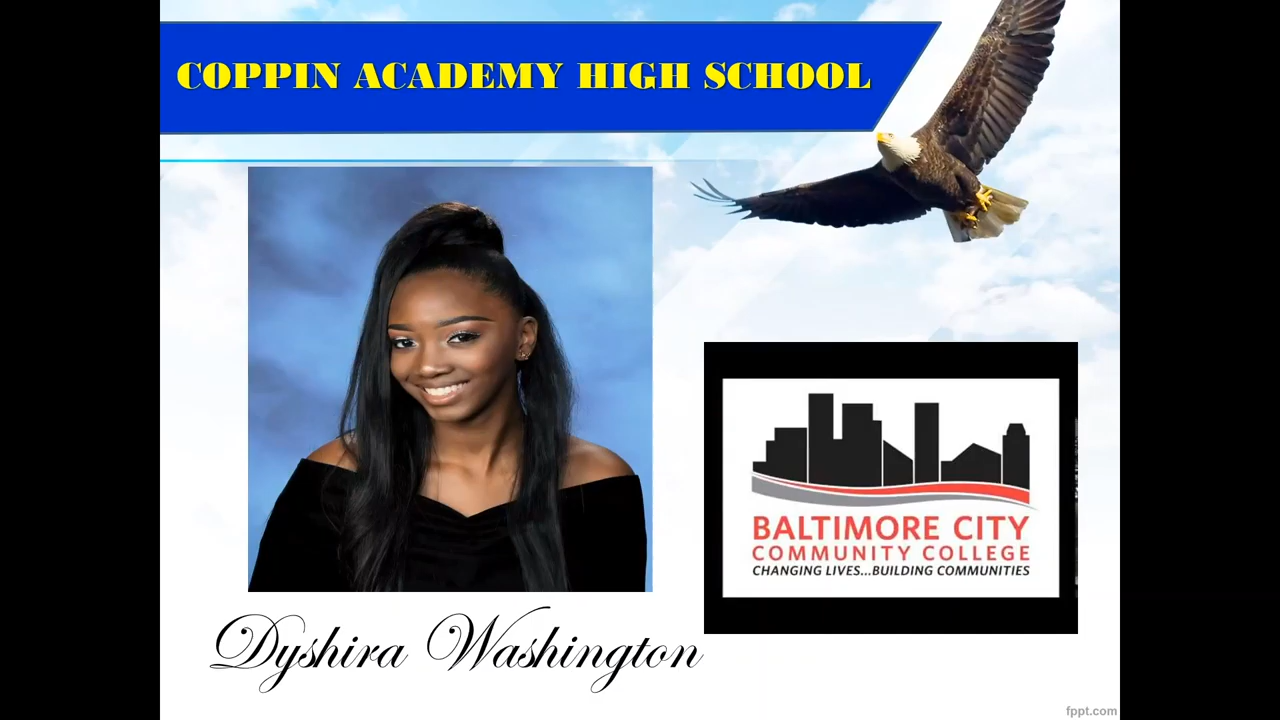 COPPIN ACADEMY HIGH SCHOOL
BALTIMORE CITY
COMMUNITY COLLEGE
CHANGING LIVES...BUILDING COMMUNITIES
Dyshira Washington
fppt.com